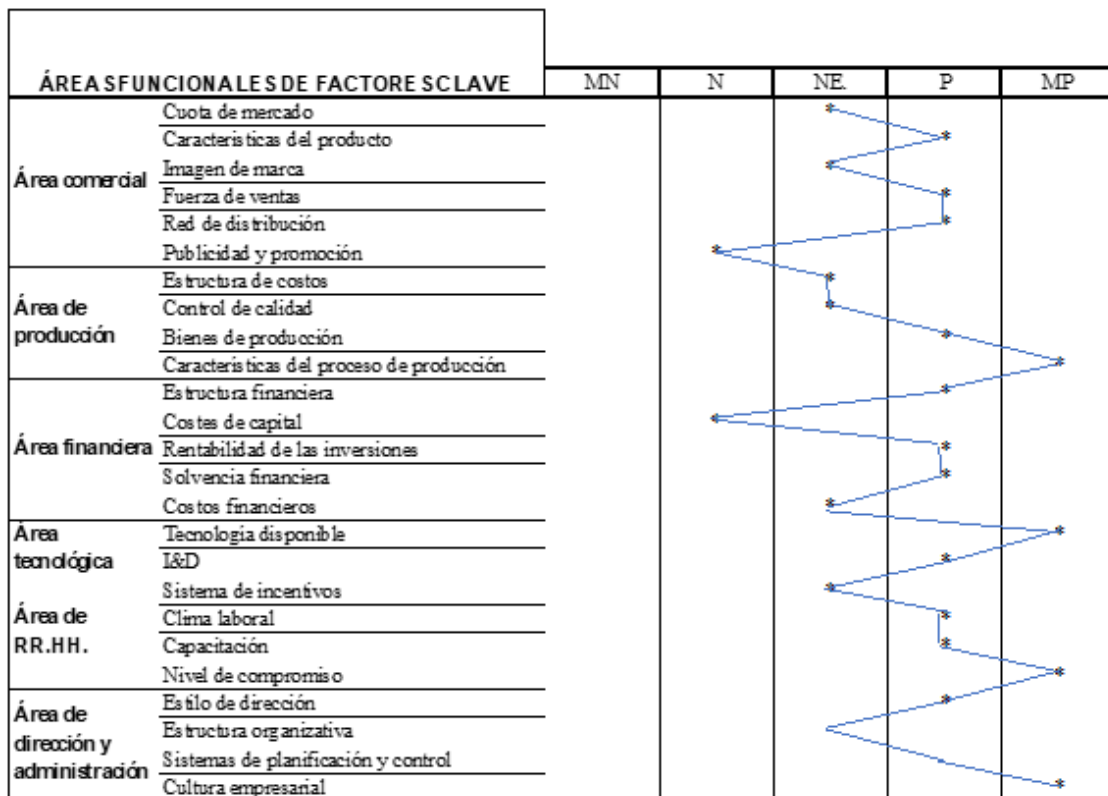 ÁREAS FUNCIONALES DE FACTORE SCLAVE MN N NE. P MP
Área comercial
Cuota de mercado *
Caracteristicas del producto *
Imagen de marca *
Fuerza de ventas *
Red de distribución *
Publicidad y promoción *
Área de producción
Estructura de costos *
Control de calidad *
Bienes de producción *
Características del proceso de producción *
Área financiera
Estructura financiera *
Costes de capital *
Rentabilidad de las inversiones *
Solvencia financiera *
Costos financieros *
Área tecnológica
Tecnología disponible *
I&D *
Área de RR.HH.
Sistema de incentivos *
Clima laboral *
Capacitación *
Nivel de compromiso *
Área de dirección y administración
Estilo de dirección *
Estructura organizativa
Sistemas de planificación y control
Cultura empresarial *